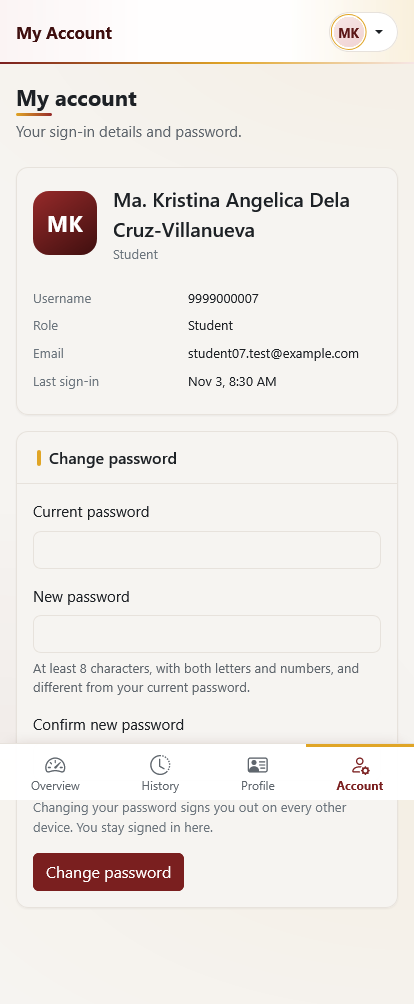 My Account
MK
My account
Your sign-in details and password.
MK
Ma. Kristina Angelica Dela
Cruz-Villanueva
Student
Username 9999000007
Role Student
Email student07.test@example.com
Last sign-in Nov 3, 8:30 AM
Change password
Current password
New password
At least 8 characters, with both letters and numbers, and
different from your current password.
Confirm new password
Overview History Profile Account
Changing your password signs you out on every other
device. You stay signed in here.
Change password